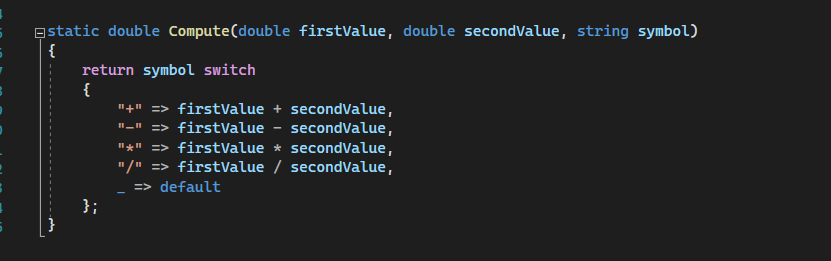 static double Compute(double firstValue, double secondValue, string symbol)
{
    return symbol switch
    {
        "+" => firstValue + secondValue,
        "-" => firstValue - secondValue,
        "*" => firstValue * secondValue,
        "/" => firstValue / secondValue,
        _ => default
    };
}